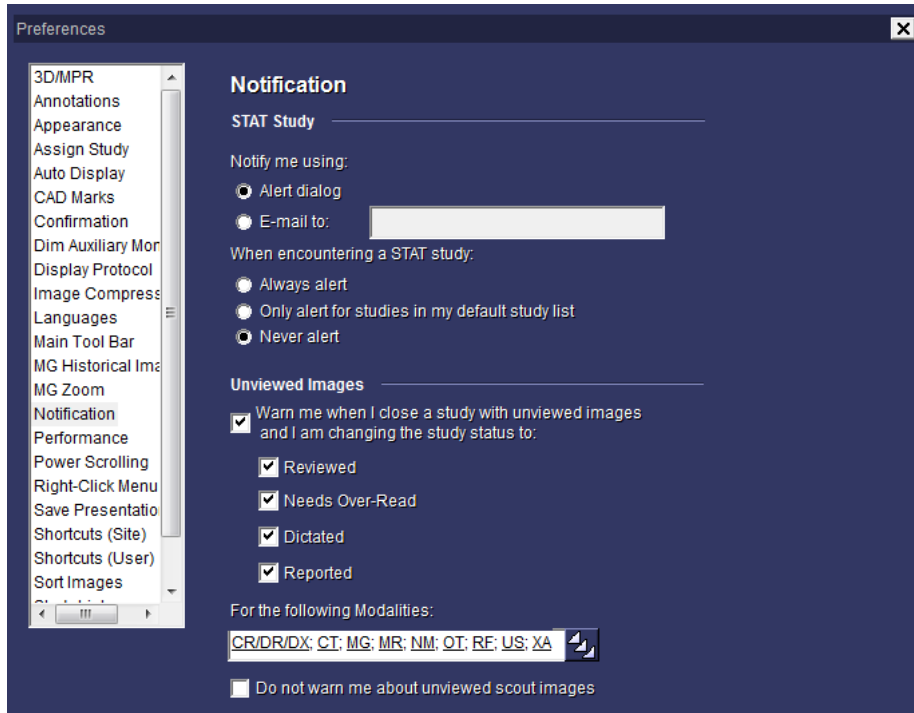 Preferences
3D/MPR
Annotations
Appearance
Assign Study
Auto Display
CAD Marks
Confirmation
Dim Auxiliary Mon
Display Protocol
Image Compress
Languages
Main Tool Bar
MG Historical Ima
MG Zoom
Notification
Performance
Power Scrolling
Right-Click Menu
Save Presentatio
Shortcuts (Site)
Shortcuts (User)
Sort Images
Notification
STAT Study
Notify me using:
Alert dialog
E-mail to:
When encountering a STAT study:
Always alert
Only alert for studies in my default study list
Never alert
Unviewed Images
Warn me when I close a study with unviewed images
and I am changing the study status to:
Reviewed
Needs Over-Read
Dictated
Reported
For the following Modalities:
CR/DR/DX; CT; MG; MR; NM; OT; RF; US; XA
Do not warn me about unviewed scout images